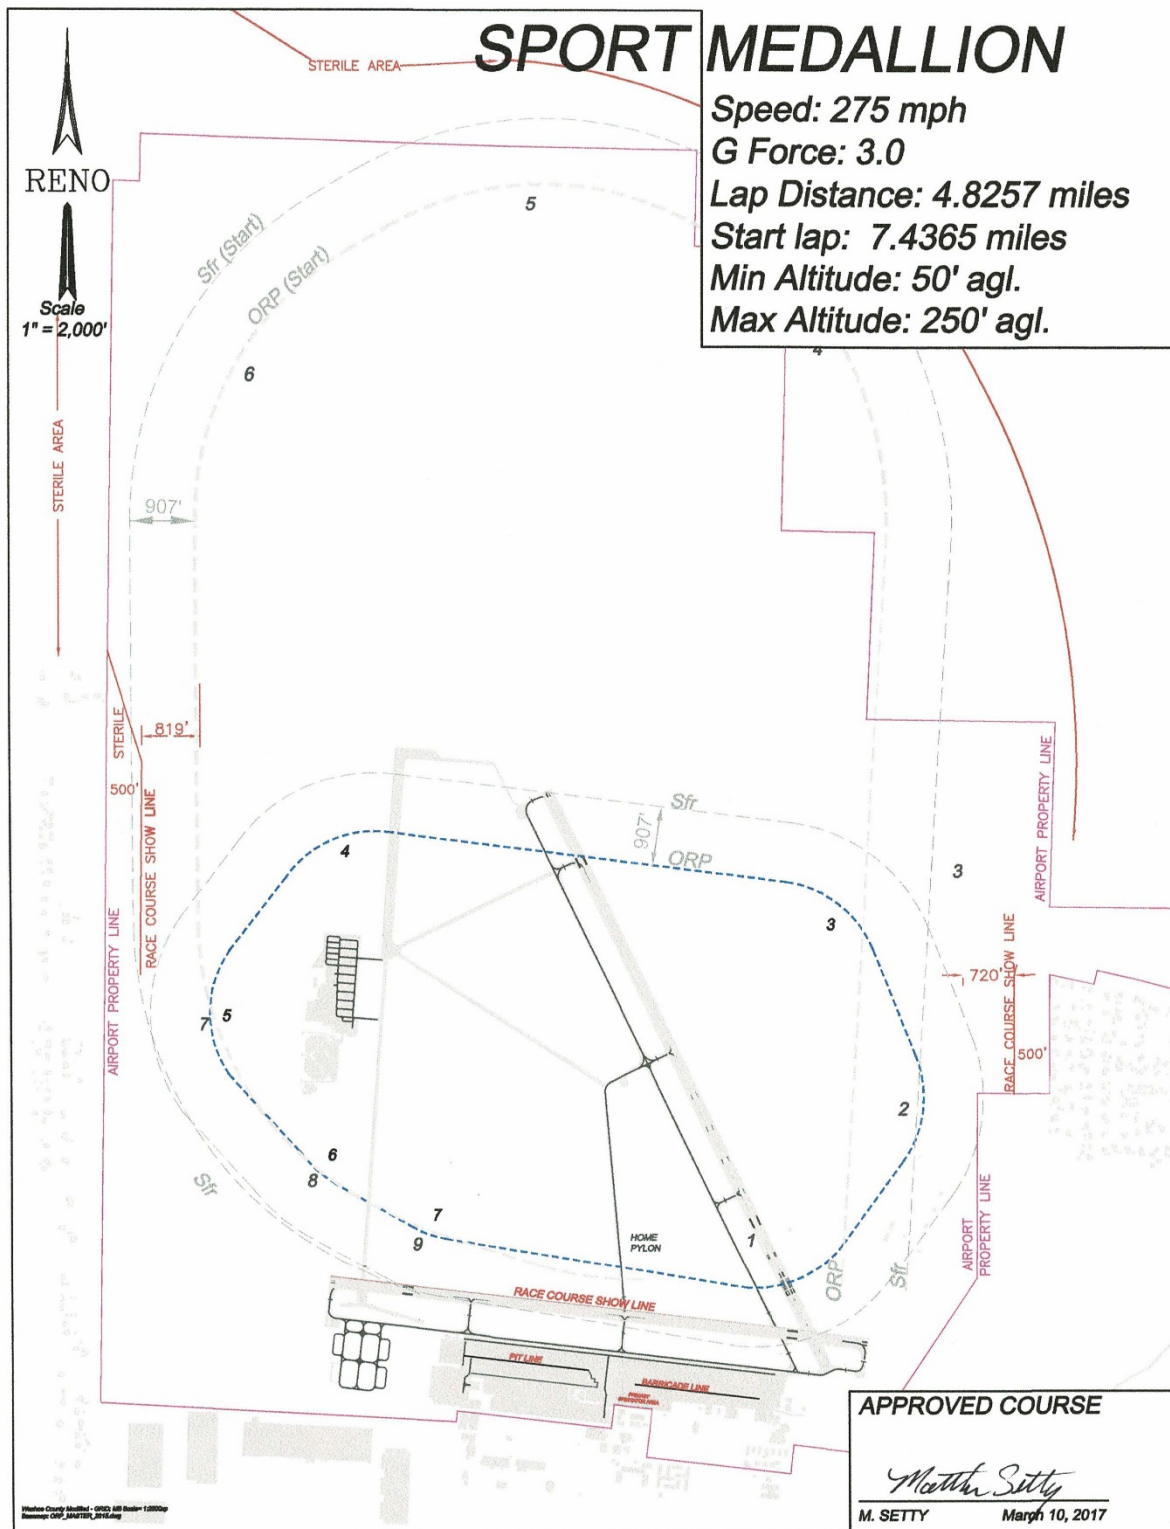 SPORT MEDALLION
Speed: 275 mph
G Force: 3.0
Lap Distance: 4.8257 miles
Start lap: 7.4365 miles
Min Altitude: 50' agl.
Max Altitude: 250' agl.
STERILE AREA
RENO
Scale
1" = 2,000'
5
Sfr (Start)
ORP (Start)
6
4
STERILE AREA
907'
819'
STERILE
500'
RACE COURSE SHOW LINE
AIRPORT PROPERTY LINE
Sfr
907'
ORP
4
3
3
AIRPORT PROPERTY LINE
720'
RACE COURSE SHOW LINE
500'
7
5
2
6
8
Sfr
7
9
HOME
PYLON
1
ORP
Sfr
AIRPORT
PROPERTY LINE
RACE COURSE SHOW LINE
PIT LINE
BARRICADE LINE
APPROVED COURSE
Matthew Setty
M. SETTY
March 10, 2017